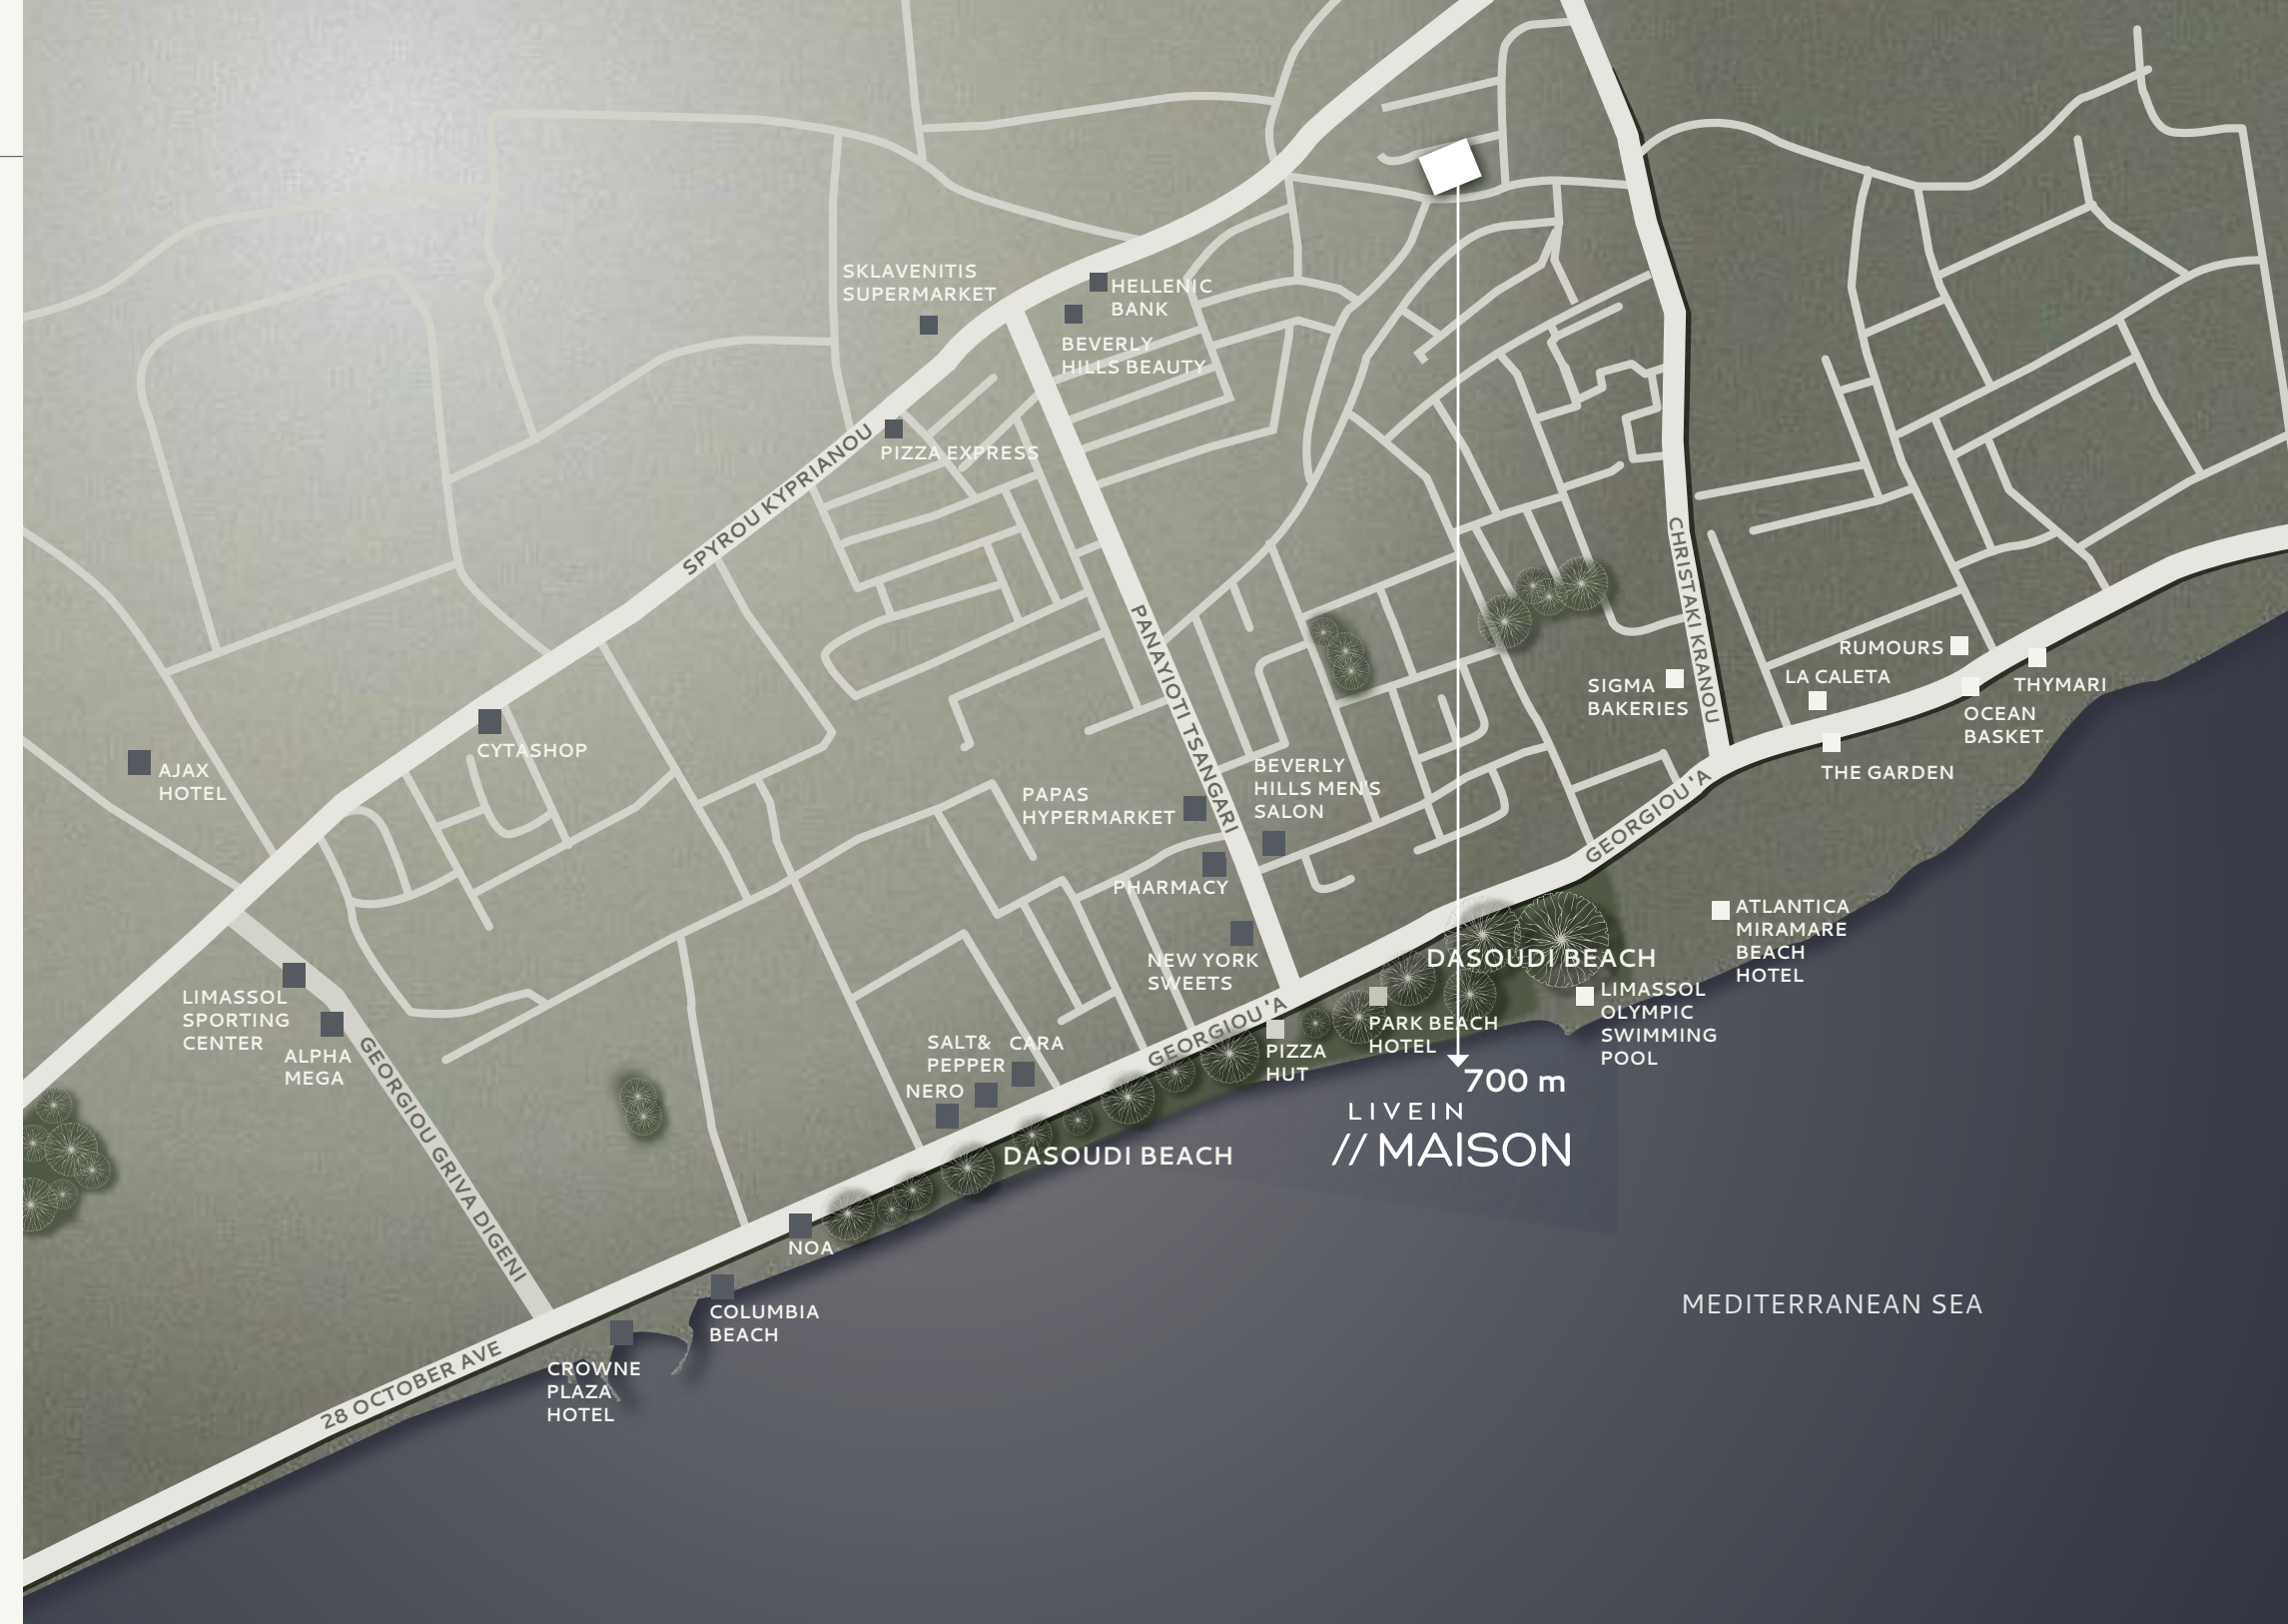 SKLAVENITIS
SUPERMARKET
HELLENIC
BANK
BEVERLY
HILLS BEAUTY
PIZZA EXPRESS
SPYROU KYPRIANOU
CHRISTAKI KRANOU
PANAYIOTI TSANGARI
RUMOURS
LA CALETA
THYMARI
SIGMA
BAKERIES
OCEAN
BASKET
THE GARDEN
CYTASHOP
AJAX
HOTEL
BEVERLY
HILLS MEN'S
SALON
PAPAS
HYPERMARKET
GEORGIOU 'A
PHARMACY
ATLANTICA
MIRAMARE
BEACH
HOTEL
NEW YORK
SWEETS
DASOUDI BEACH
LIMASSOL
OLYMPIC
SWIMMING
POOL
LIMASSOL
SPORTING
CENTER
ALPHA
MEGA
GEORGIOU GRIVA DIGENI
GEORGIOU 'A
PARK BEACH
HOTEL
PIZZA
HUT
SALT&
PEPPER
CARA
NERO
700 m
LIVEIN
//MAISON
DASOUDI BEACH
NOA
COLUMBIA
BEACH
MEDITERRANEAN SEA
28 OCTOBER AVE
CROWNE
PLAZA
HOTEL